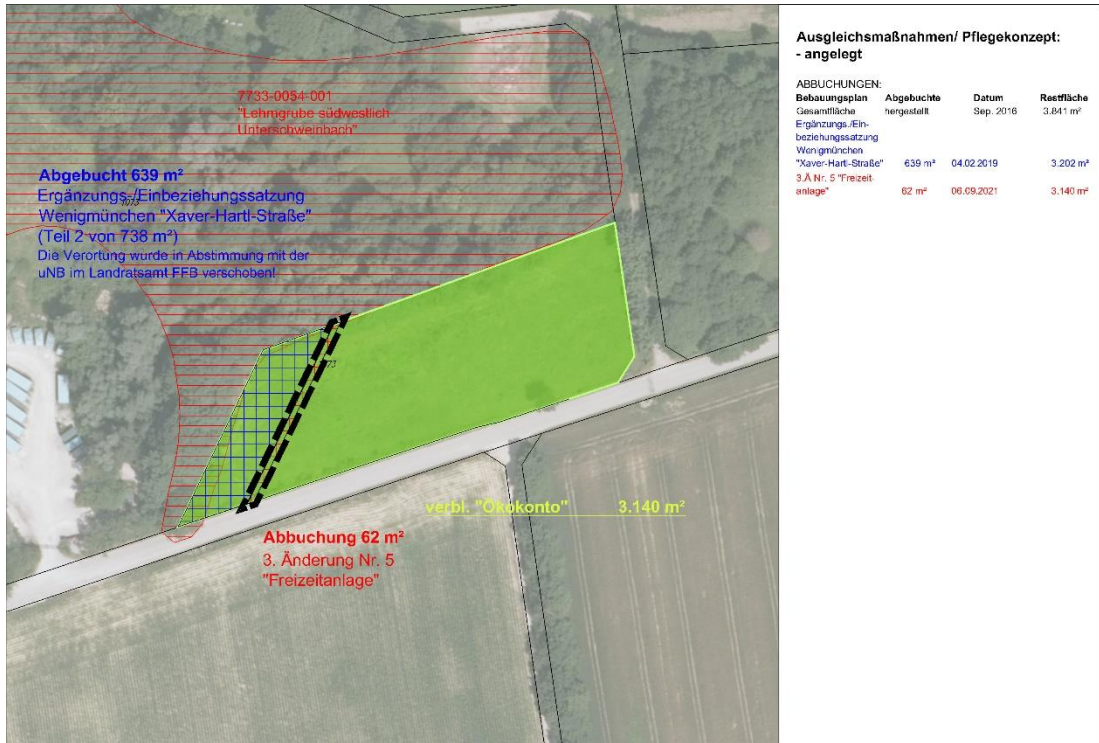 7733-0054-001
"Lehmgrube südwestlich
Unterschweinbach"
Abgebucht 639 m²
Ergänzungs-/Einbeziehungssatzung
Wenigmünchen "Xaver-Hartl-Straße"
(Teil 2 von 738 m²)
Die Verortung wurde in Abstimmung mit der
uNB im Landratsamt FFB verschoben!
verbl. "Ökokonto" 3.140 m²
Abbuchung 62 m²
3. Änderung Nr. 5
"Freizeitanlage"
Ausgleichsmaßnahmen/ Pflegekonzept:
- angelegt
ABBUCHUNGEN:
Bebauungsplan Abgebuchte Datum Restfläche
Gesamtfläche hergestellt Sep. 2016 3.841 m²
Ergänzungs./Ein-
beziehungssatzung
Wenigmünchen
"Xaver-Hartl-Straße" 639 m² 04.02.2019 3.202 m²
3.Ä Nr. 5 "Freizeit-
anlage" 62 m² 06.09.2021 3.140 m²